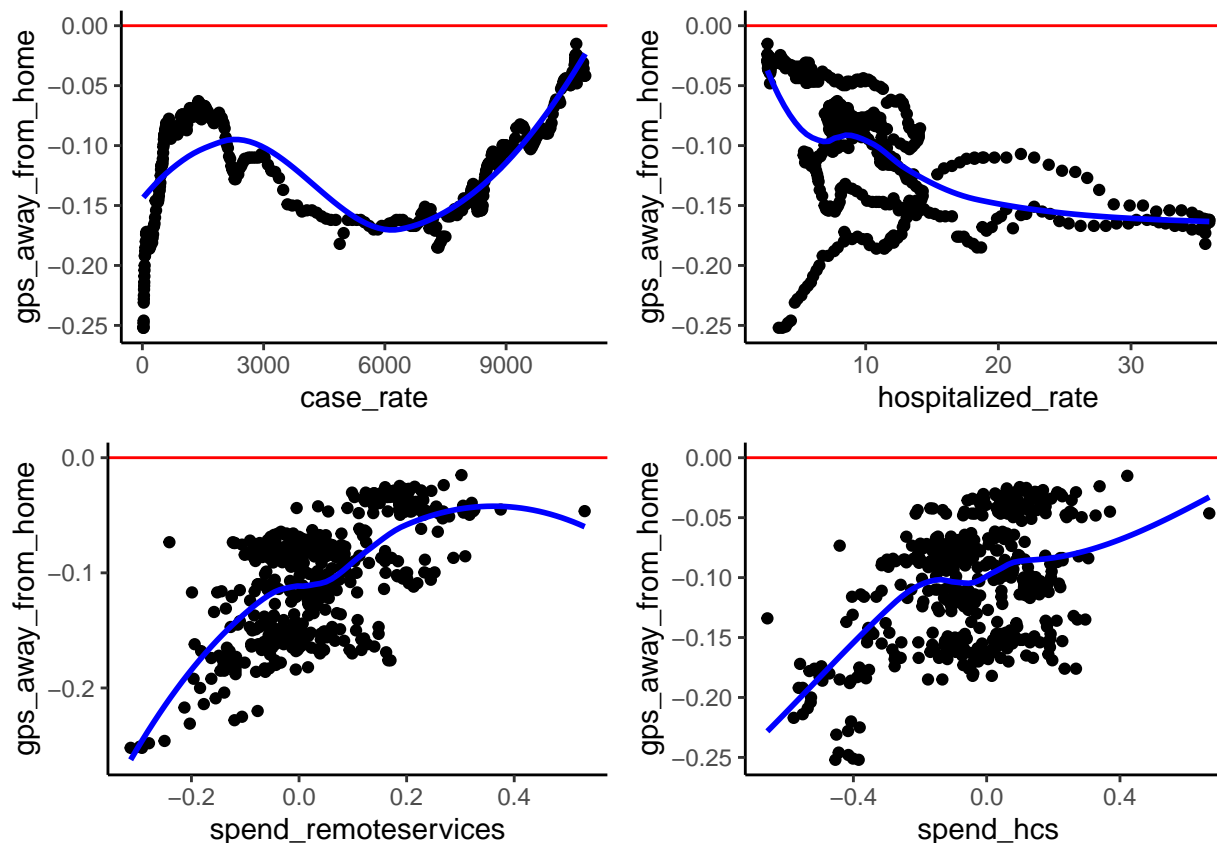 0.00
−0.05
−0.10
−0.15
−0.20
−0.25
gps_away_from_home
0 3000 6000 9000
case_rate
0.00
−0.05
−0.10
−0.15
−0.20
−0.25
gps_away_from_home
10 20 30
hospitalized_rate
0.0
−0.1
−0.2
gps_away_from_home
−0.2 0.0 0.2 0.4
spend_remoteservices
0.00
−0.05
−0.10
−0.15
−0.20
−0.25
gps_away_from_home
−0.4 0.0 0.4
spend_hcs